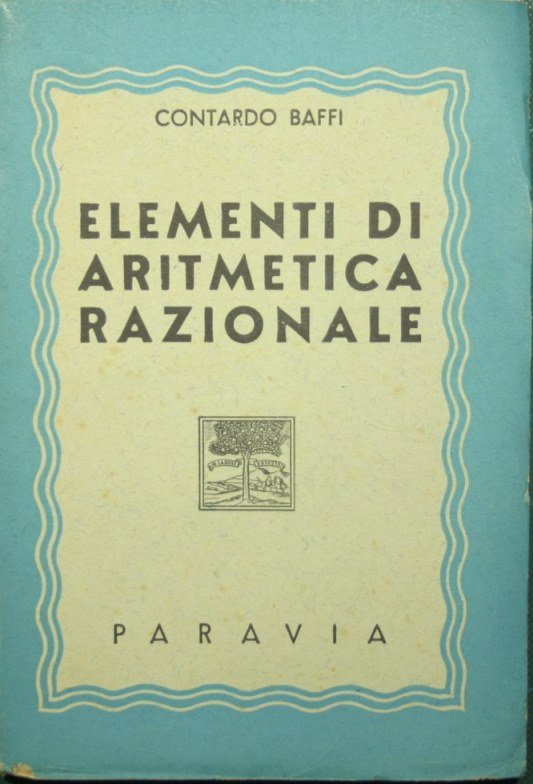 CONTARDO BAFFI
ELEMENTI DI
ARITMETICA
RAZIONALE
PARAVIA